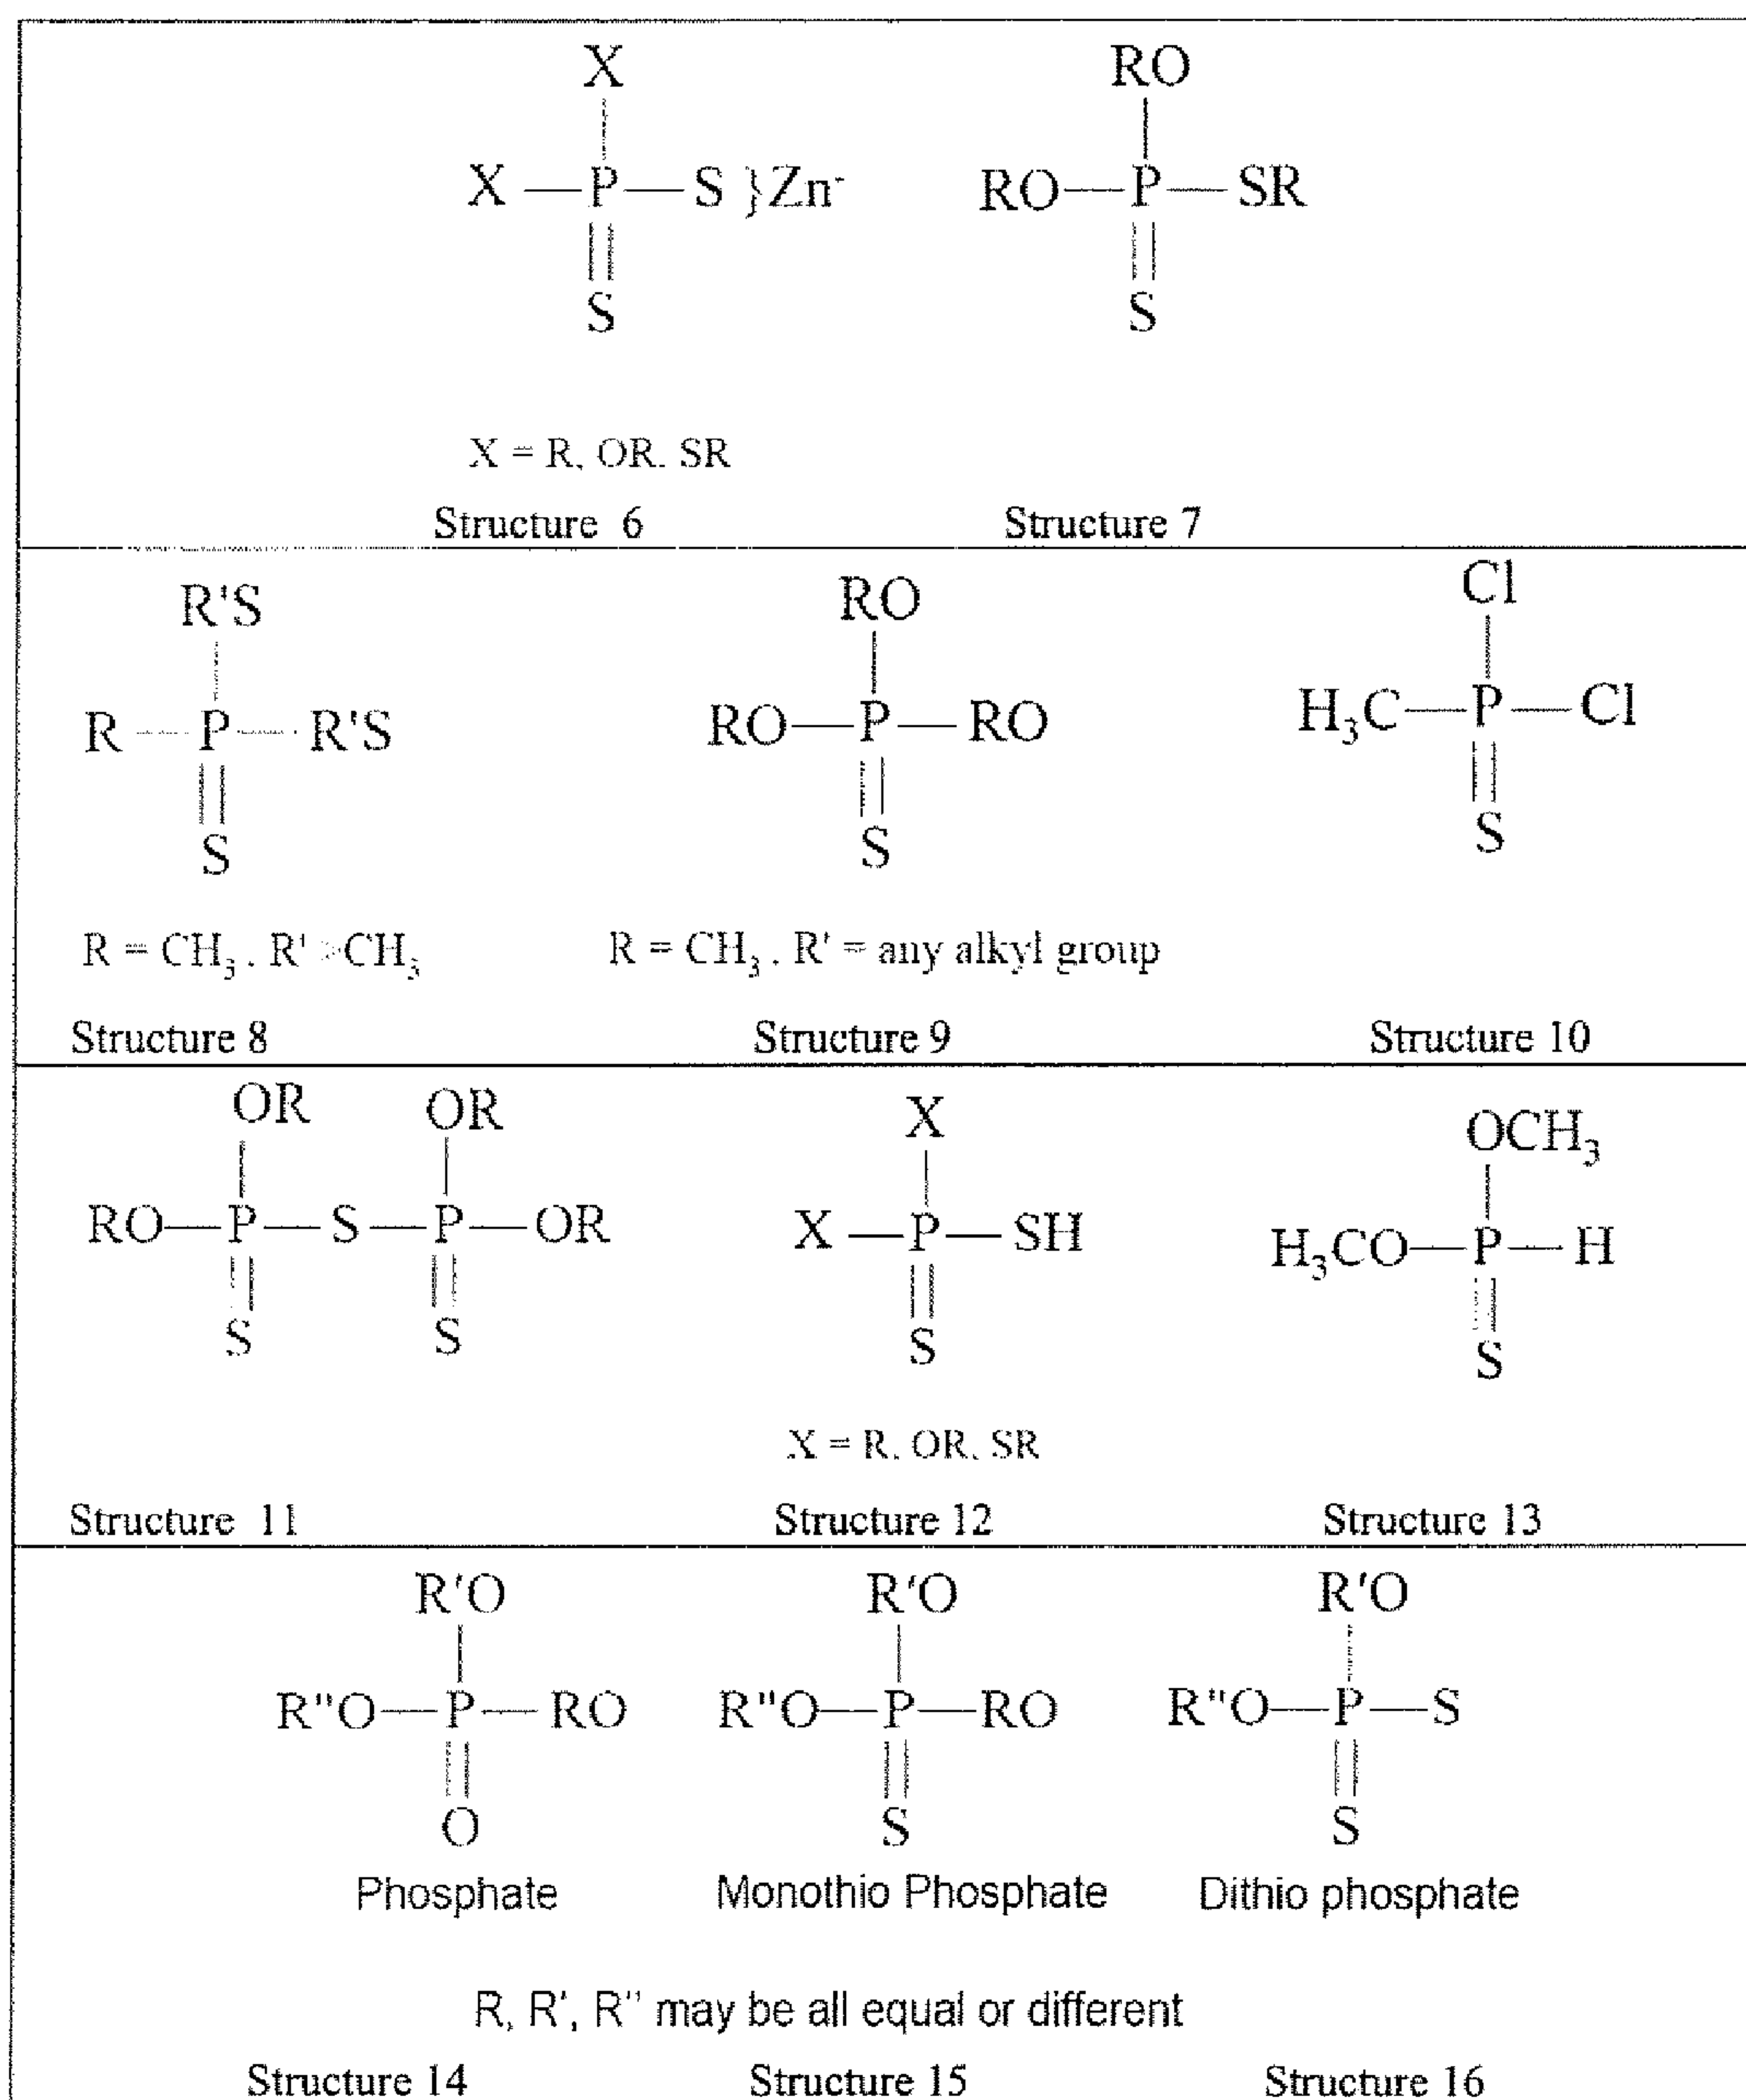 X RO
X — P — S }Zn- RO — P — SR
S S
X = R, OR, SR
Structure 6 Structure 7
R'S RO Cl
R — P — R'S RO — P — RO H3C — P — Cl
S S S
R = CH3, R' >CH3 R = CH3, R' = any alkyl group
Structure 8 Structure 9 Structure 10
OR OR X OCH3
RO — P — S — P — OR X — P — SH H3CO — P — H
S S S S
X = R, OR, SR
Structure 11 Structure 12 Structure 13
R'O R'O R'O
R"O — P — RO R"O — P — RO R"O — P — S
O S S
Phosphate Monothio Phosphate Dithio phosphate
R, R', R'' may be all equal or different
Structure 14 Structure 15 Structure 16